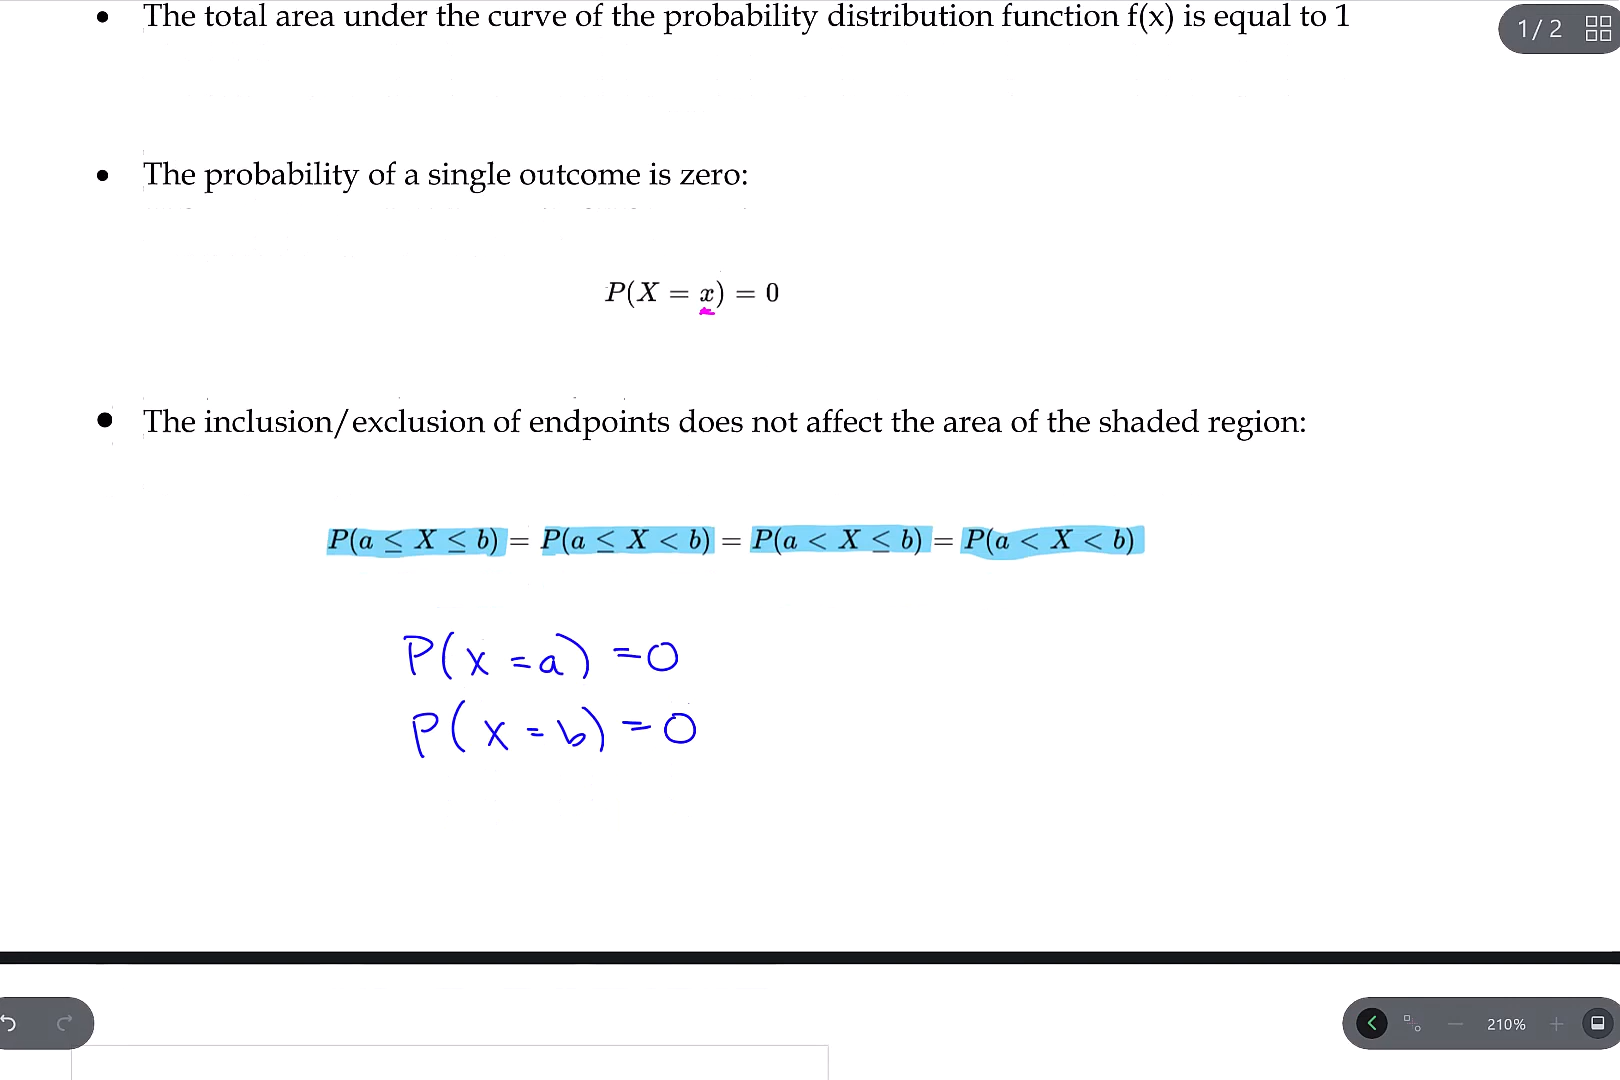 • The total area under the curve of the probability distribution function f(x) is equal to 1
1/2
• The probability of a single outcome is zero:
P(X = x) = 0
• The inclusion/exclusion of endpoints does not affect the area of the shaded region:
P(a ≤ X ≤ b) = P(a ≤ X < b) = P(a < X ≤ b) = P(a < X < b)
P(x = a) = 0
P(x = b) = 0
210%